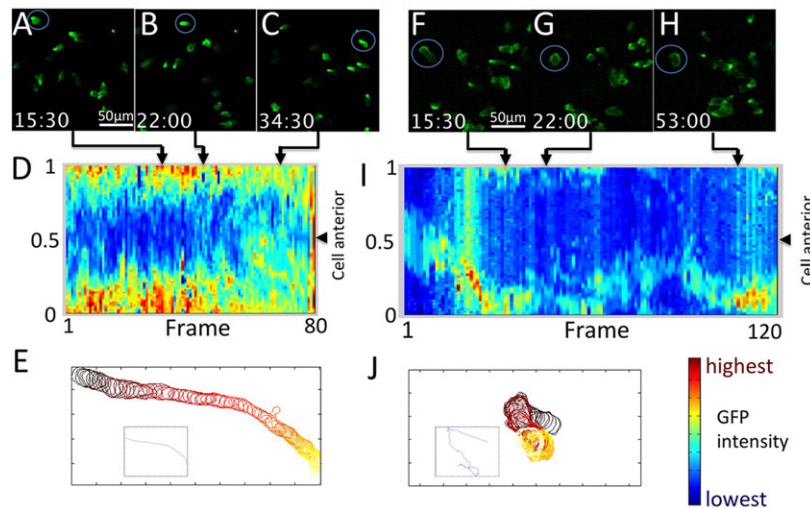 A
B
C
F
G
H
15:30
50µm
22:00
34:30
15:30
50µm
22:00
53:00
D
1
0.5
0
Cell anterior
1
Frame
80
I
1
0.5
0
Cell anterior
1
Frame
120
E
J
highest
GFP
intensity
lowest